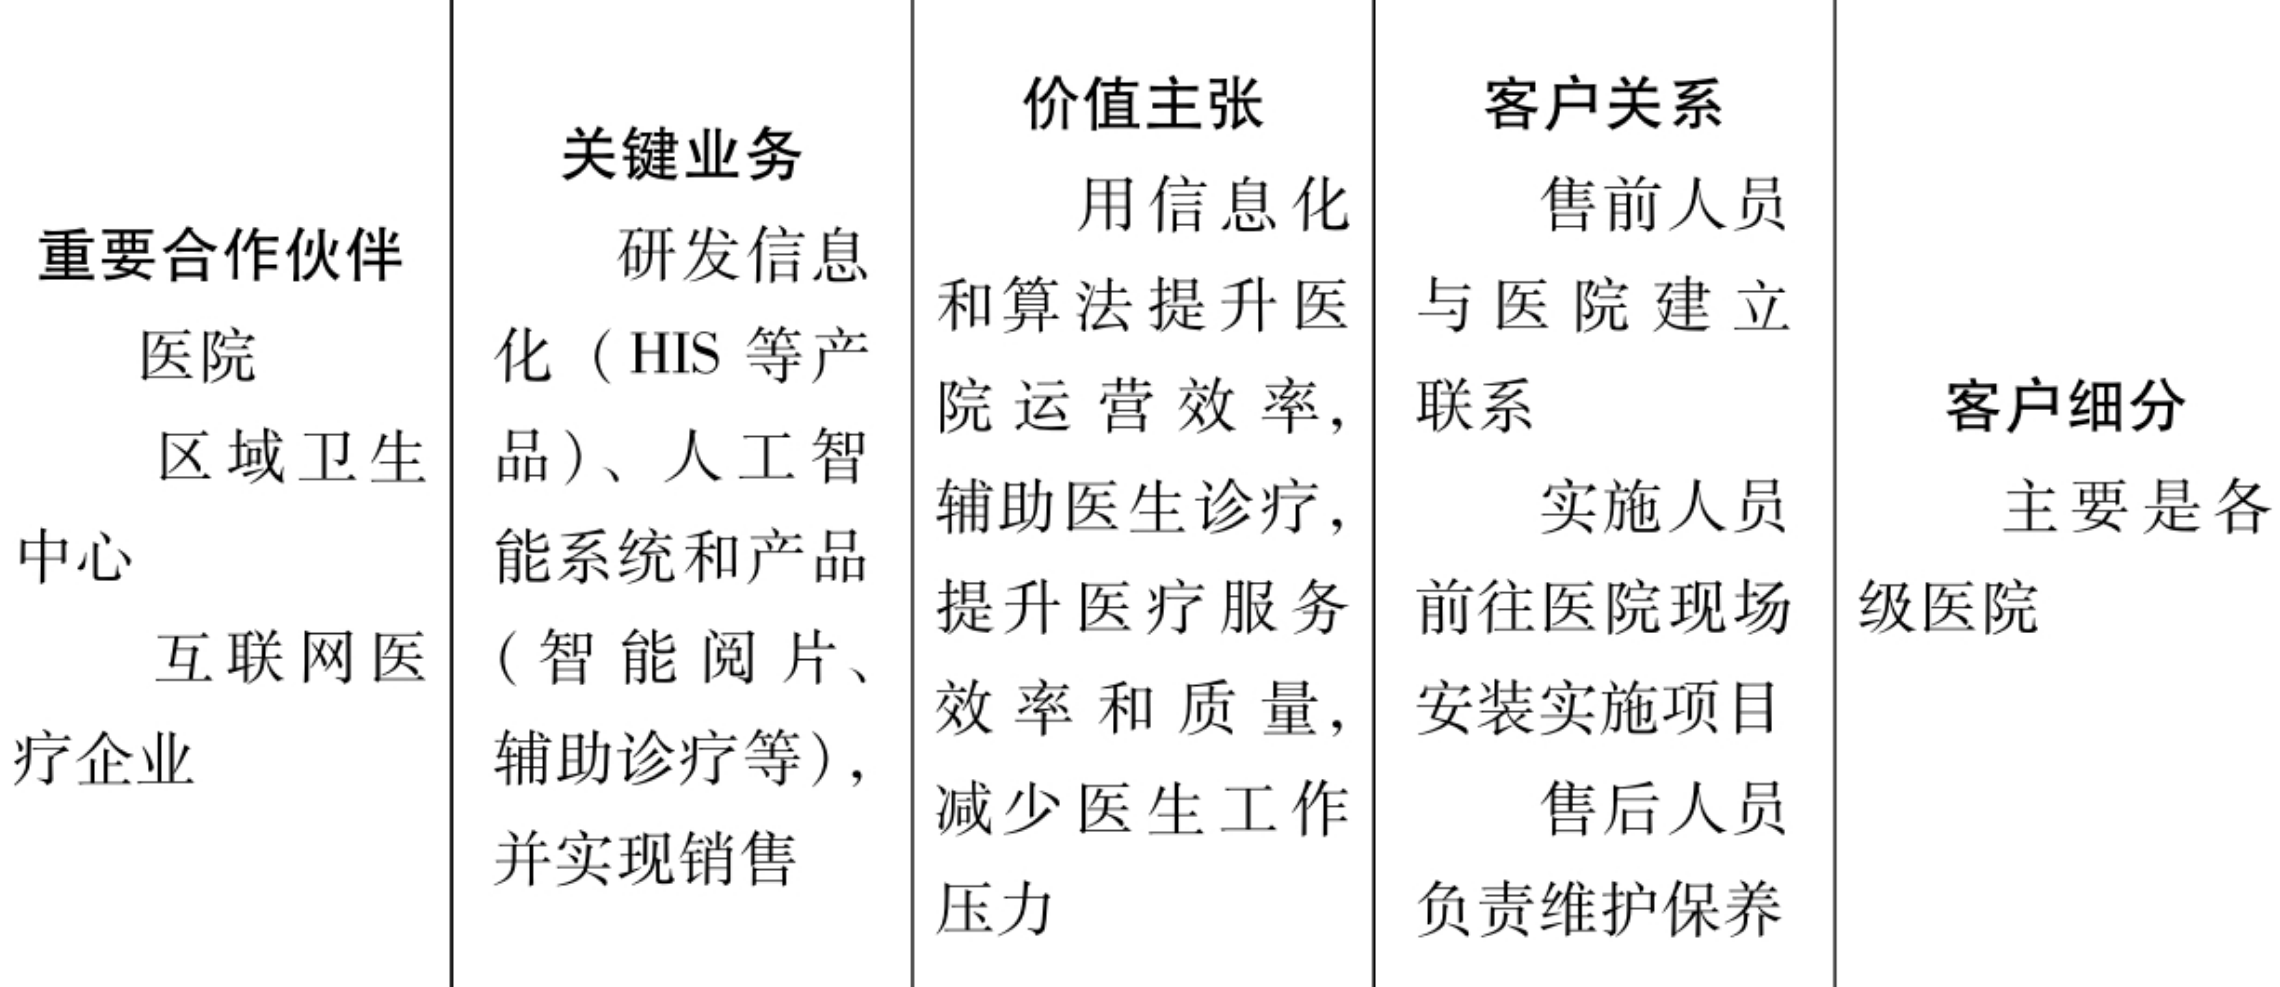 重要合作伙伴
医院
区域卫生
中心
互联网医
疗企业
关键业务
研发信息
化（HIS 等产
品）、人工智
能系统和产品
（智能阅片、
辅助诊疗等），
并实现销售
价值主张
用信息化
和算法提升医
院运营效率，
辅助医生诊疗，
提升医疗服务
效率和质量，
减少医生工作
压力
客户关系
售前人员
与医院建立
联系
实施人员
前往医院现场
安装实施项目
售后人员
负责维护保养
客户细分
主要是各
级医院